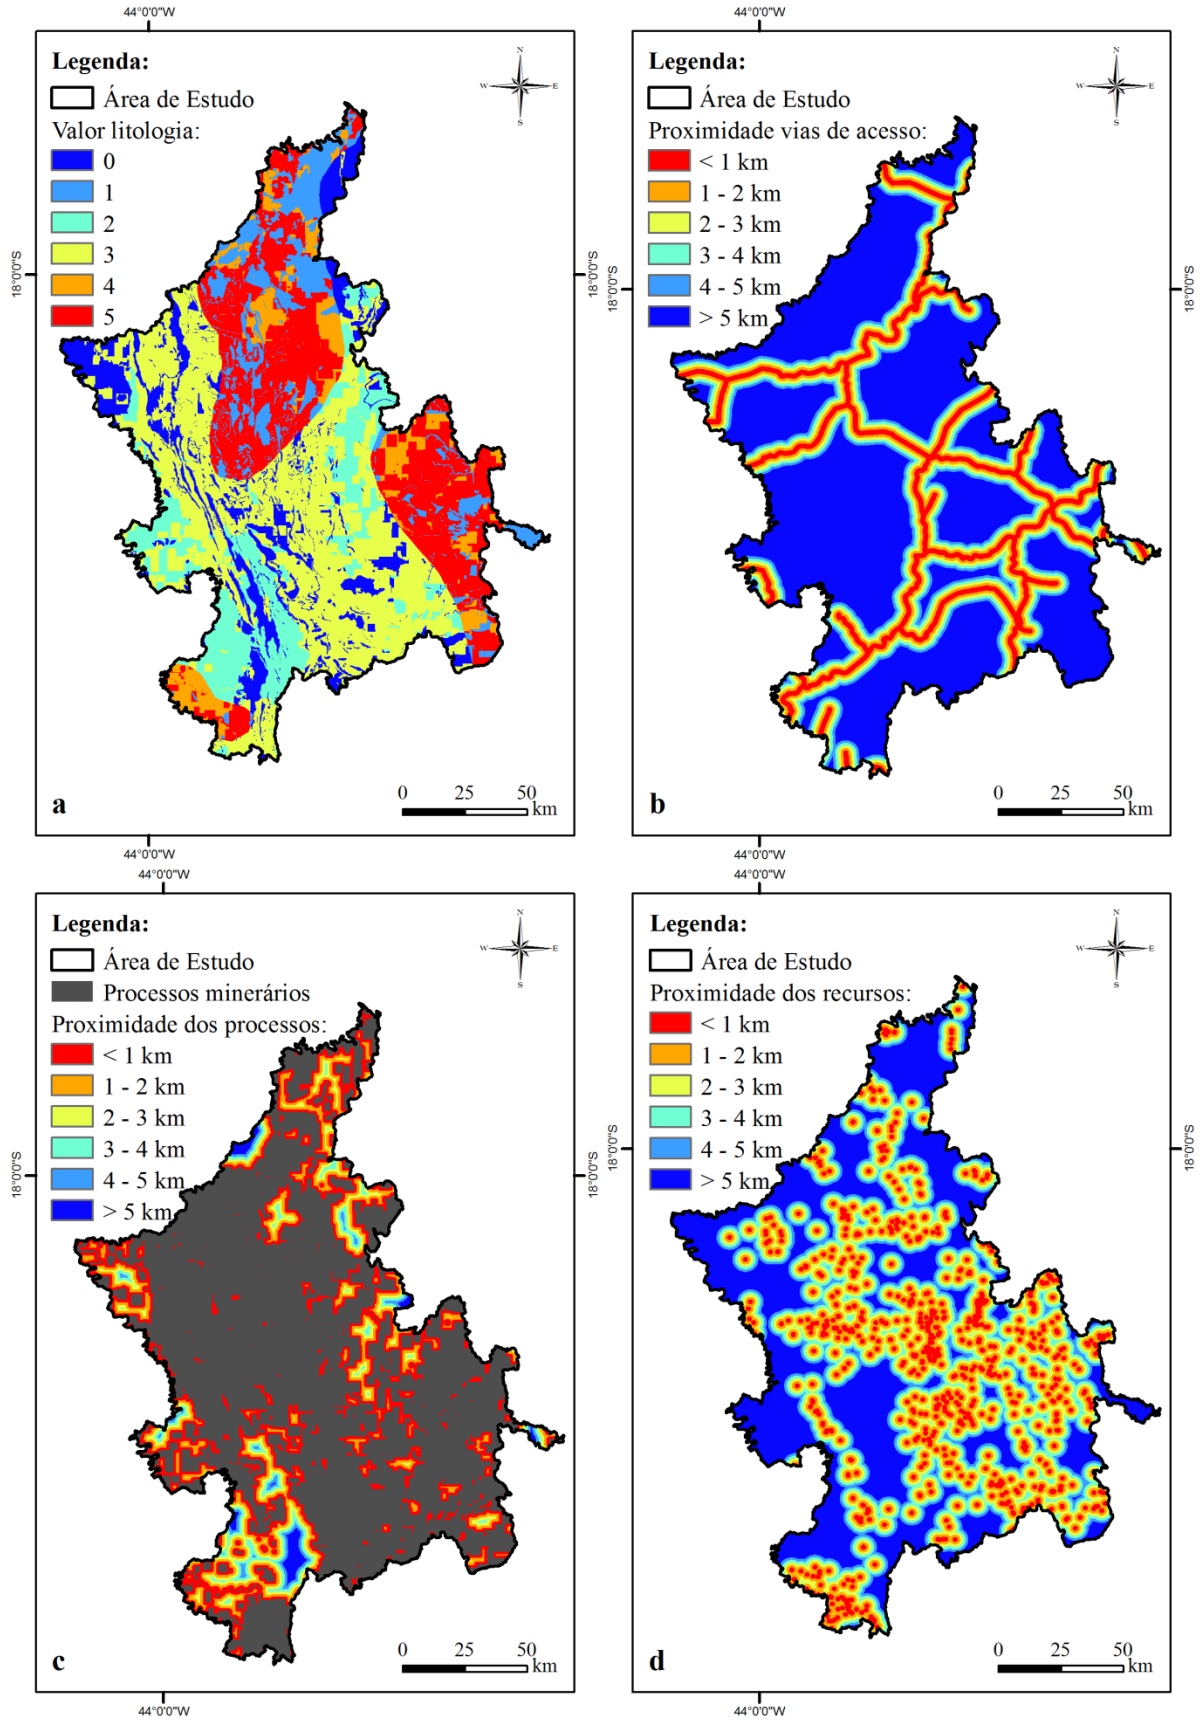 44°0'0"W
44°0'0"W
Legenda:
Área de Estudo
Valor litologia:
0
1
2
3
4
5
N
W
E
S
18°0'0"S
18°0'0"S
0 25 50
km
a
44°0'0"W
Legenda:
Área de Estudo
Proximidade vias de acesso:
< 1 km
1 - 2 km
2 - 3 km
3 - 4 km
4 - 5 km
> 5 km
N
W
E
S
18°0'0"S
18°0'0"S
0 25 50
km
b
44°0'0"W
44°0'0"W
44°0'0"W
Legenda:
Área de Estudo
Processos minerários
Proximidade dos processos:
< 1 km
1 - 2 km
2 - 3 km
3 - 4 km
4 - 5 km
> 5 km
N
W
E
S
18°0'0"S
18°0'0"S
0 25 50
km
c
44°0'0"W
44°0'0"W
Legenda:
Área de Estudo
Proximidade dos recursos:
< 1 km
1 - 2 km
2 - 3 km
3 - 4 km
4 - 5 km
> 5 km
N
W
E
S
0 25 50
km
d
44°0'0"W